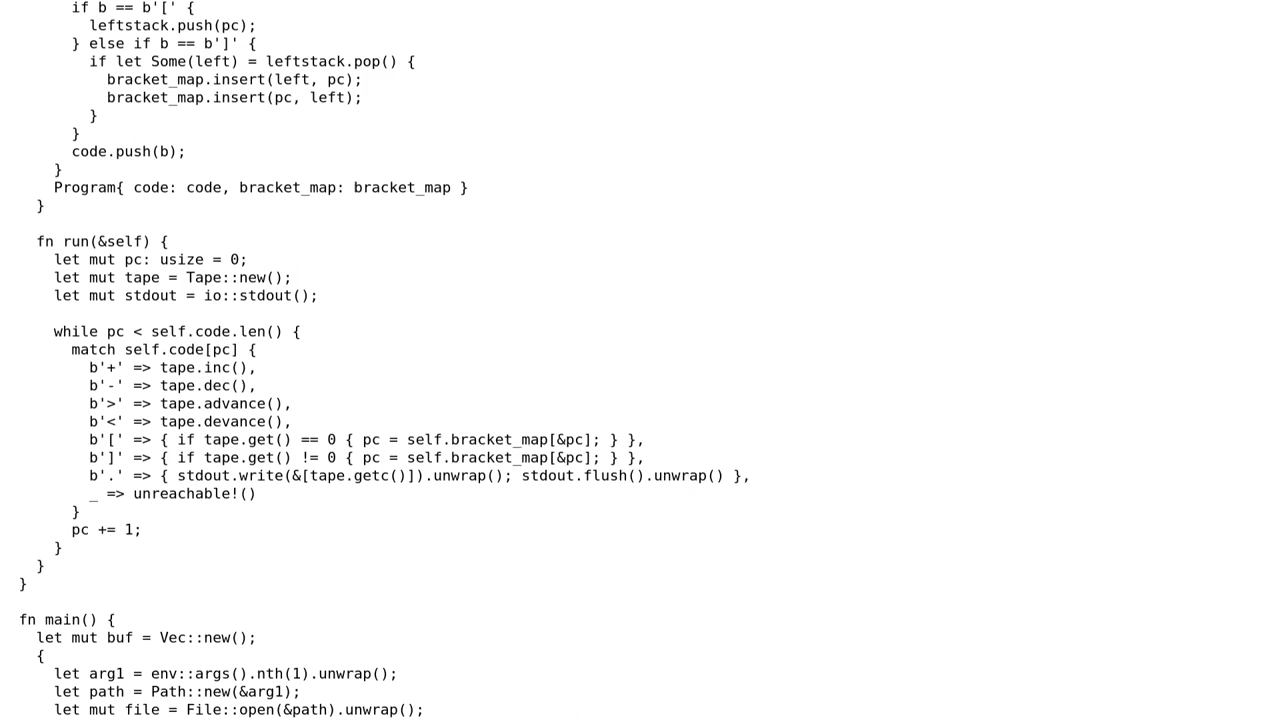 if b == b'[' {
        leftstack.push(pc);
      } else if b == b']' {
        if let Some(left) = leftstack.pop() {
          bracket_map.insert(left, pc);
          bracket_map.insert(pc, left);
        }
      }
      code.push(b);
    }
    Program{ code: code, bracket_map: bracket_map }
  }

  fn run(&self) {
    let mut pc: usize = 0;
    let mut tape = Tape::new();
    let mut stdout = io::stdout();

    while pc < self.code.len() {
      match self.code[pc] {
        b'+' => tape.inc(),
        b'-' => tape.dec(),
        b'>' => tape.advance(),
        b'<' => tape.devance(),
        b'[' => { if tape.get() == 0 { pc = self.bracket_map[&pc]; } },
        b']' => { if tape.get() != 0 { pc = self.bracket_map[&pc]; } },
        b'.' => { stdout.write(&[tape.getc()]).unwrap(); stdout.flush().unwrap() },
        _ => unreachable!()
      }
      pc += 1;
    }
  }
}

fn main() {
  let mut buf = Vec::new();
  {
    let arg1 = env::args().nth(1).unwrap();
    let path = Path::new(&arg1);
    let mut file = File::open(&path).unwrap();